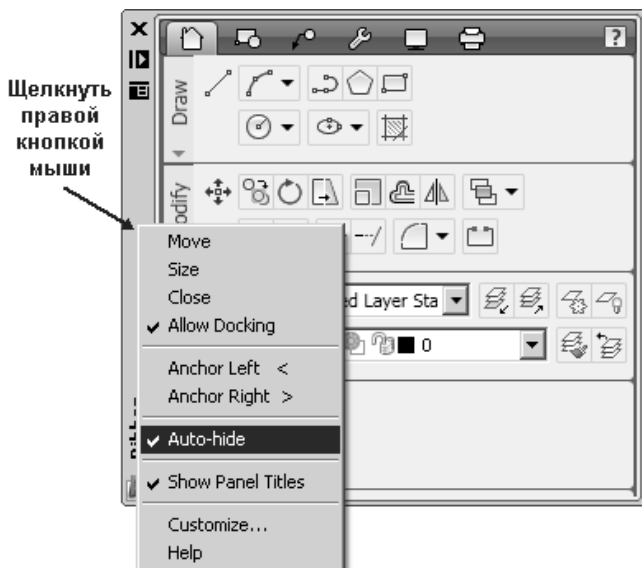 Щелкнуть
правой
кнопкой
мыши
Draw
?
odify
ed Layer Sta
0
Move
Size
Close
Allow Docking
Anchor Left <
Anchor Right >
Auto-hide
Show Panel Titles
Customize...
Help